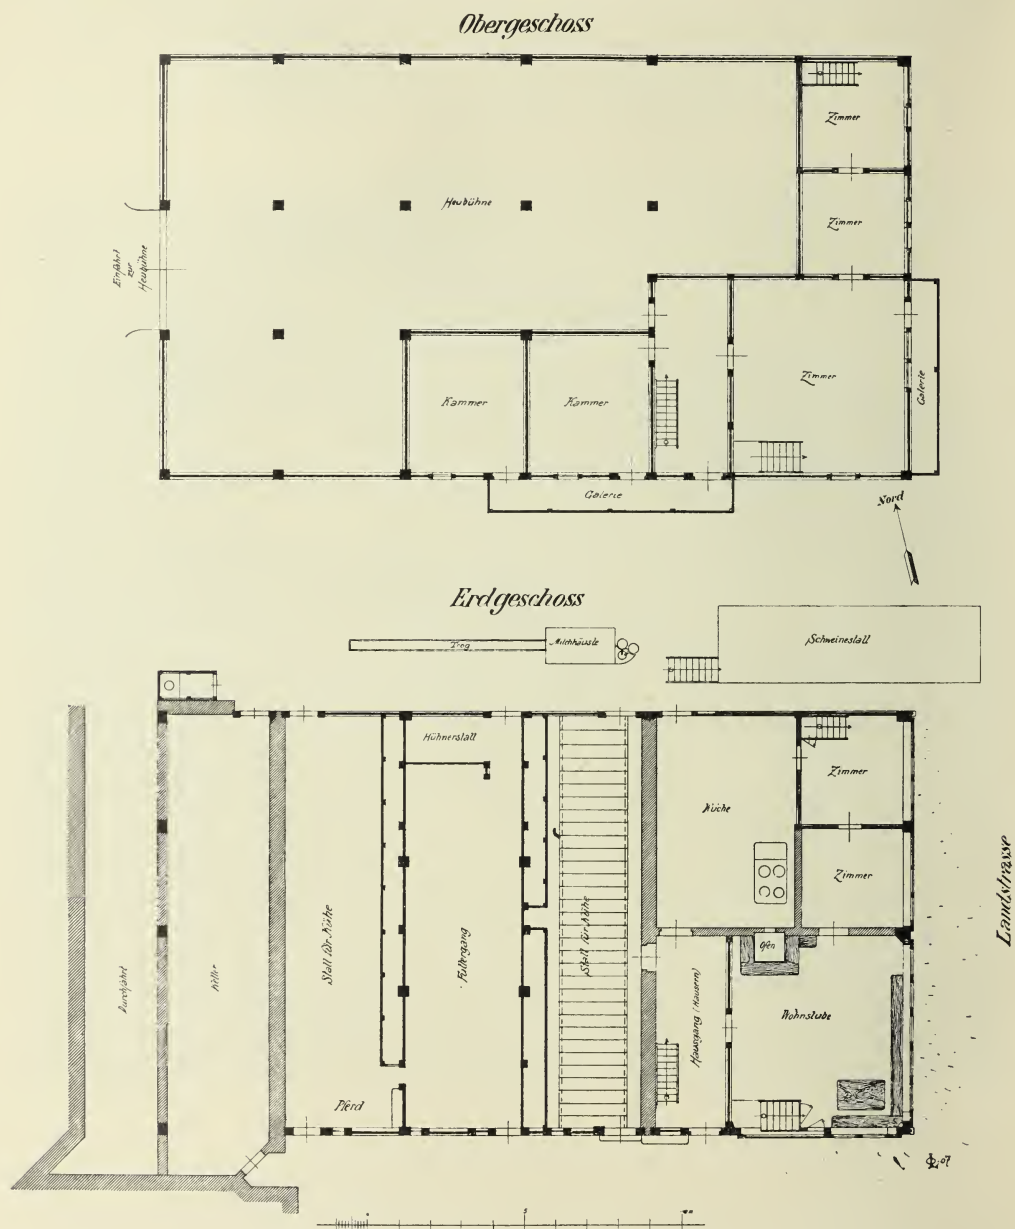 Obergeschoss
Zimmer
Heubühne
Zimmer
Einfahrt
zur
Heubühne
Zimmer
Galerie
Kammer
Kammer
Galerie
Nord
Erdgeschoss
Trog
Milchhäusle
Schweinestall
Hühnerstall
Zimmer
Küche
Zimmer
Landstrasse
Stall für Kühe
Futtergang
Stall für Kühe
Ofen
Durchfahrt
Hausgang (Hausern)
Wohnstube
Pferd
07
5